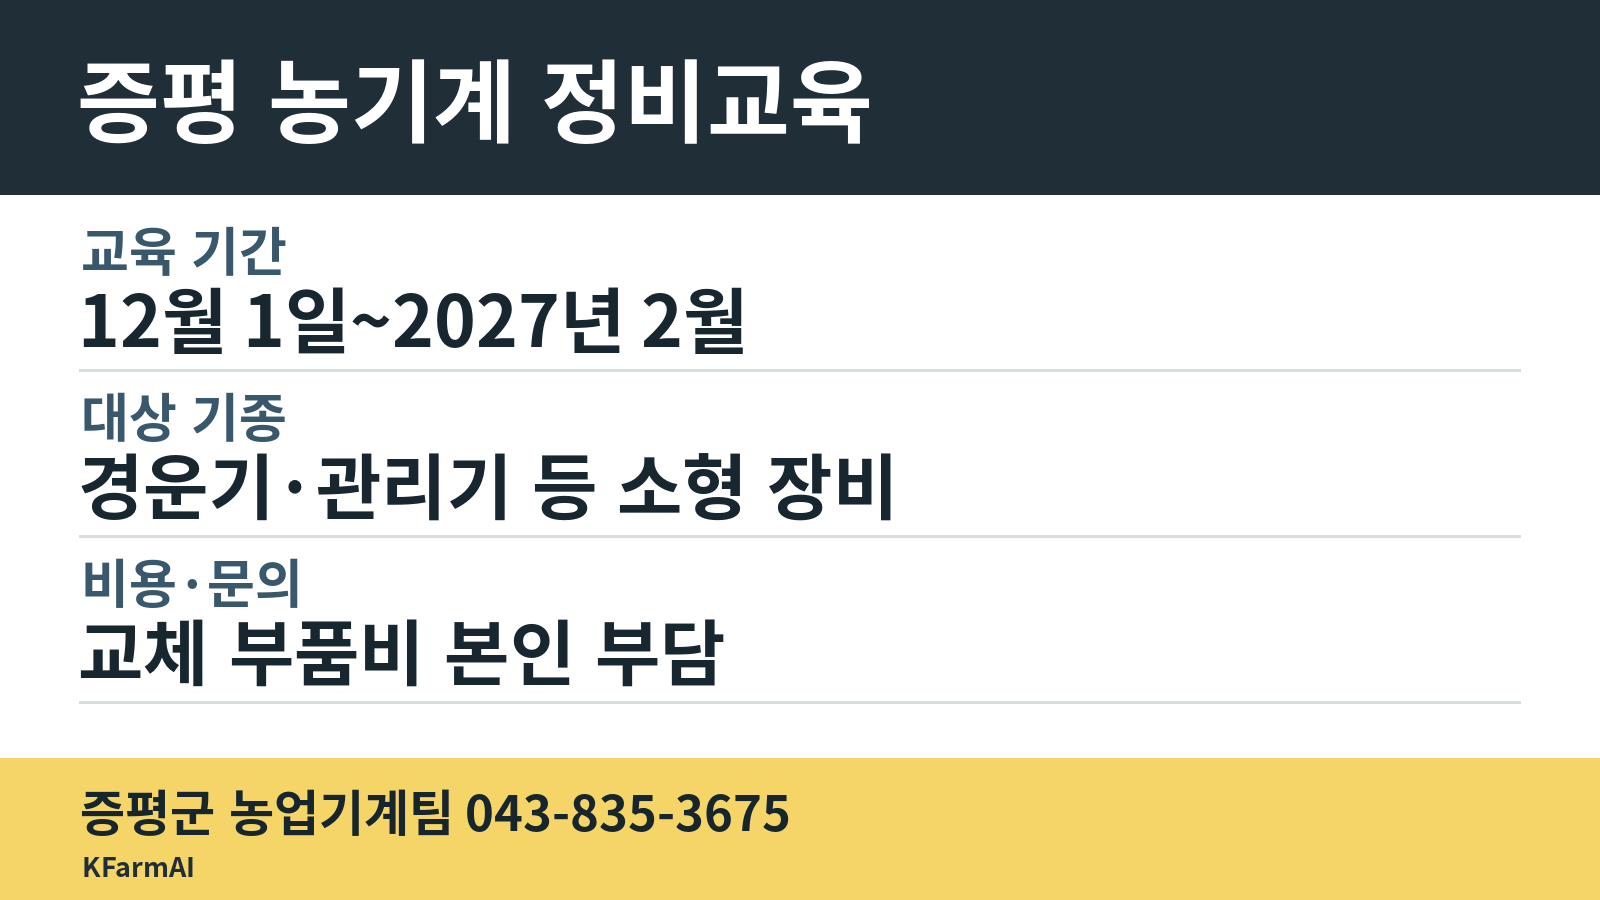 증평 농기계 정비교육
교육 기간
12월 1일~2027년 2월
대상 기종
경운기·관리기 등 소형 장비
비용·문의
교체 부품비 본인 부담
증평군 농업기계팀 043-835-3675
KFarmAI